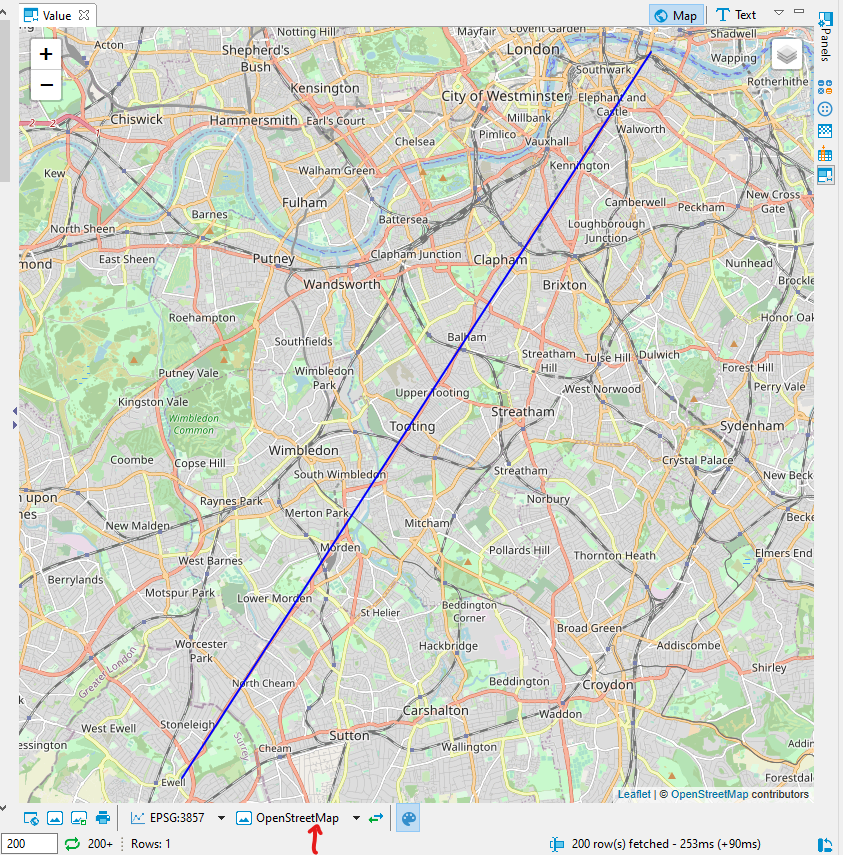 Value
Map
Text
Panels
+
−
Acton
Notting Hill
Mayfair
Covent Garden
Shadwell
Shepherd's
Bush
London
Wapping
Southwark
Rotherhithe
Kensington
City of Westminster
Elephant and
Castle
Chiswick
Hammersmith
Earl's Court
Millbank
Walworth
Pimlico
Vauxhall
2
2
1
Chelsea
Kennington
Kew
Walham Green
New Cross
Gate
Fulham
Camberwell
Peckham
Barnes
Battersea
Loughborough
Junction
North Sheen
mond
East Sheen
Putney
Clapham Junction
Clapham
Nunhead
Wandsworth
Brixton
Brockle
Roehampton
Honor Oak
Southfields
Balham
Streatham
Hill
Tulse Hill
Dulwich
Putney Vale
Wimbledon
Park
Forest Hill
Kingston Vale
Upper Tooting
West Norwood
Perry Vale
Wimbledon
Common
Streatham
Tooting
Sydenham
Wimbledon
Coombe
Copse Hill
Crystal Palace
South Wimbledon
Streatham
New Beck
n upon
nes
Raynes Park
Norbury
Merton Park
Becke
New Malden
Mitcham
Morden
Pollards Hill
Thornton Heath
Elmers End
West Barnes
Berrylands
Motspur Park
Lower Morden
St Helier
Beddington
Corner
Broad Green
Worcester
Park
Hackbridge
Addiscombe
Greater London
Shirley
North Cheam
Beddington
Croydon
Carshalton
Waddon
Stoneleigh
West Ewell
Surrey
Sutton
essington
Cheam
Wallington
Addin
Ewell
Forestdale
Leaflet | © OpenStreetMap contributors
EPSG:3857
OpenStreetMap
200
200+
Rows: 1
200 row(s) fetched - 253ms (+90ms)